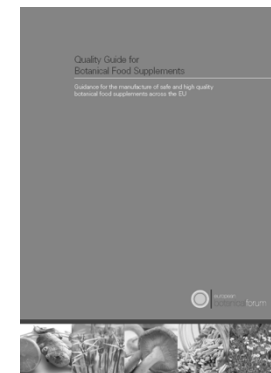 Quality Guide for
Botanical Food Supplements
Guidance for the manufacture of safe and high quality
botanical food supplements across the EU
european
botanicalforum